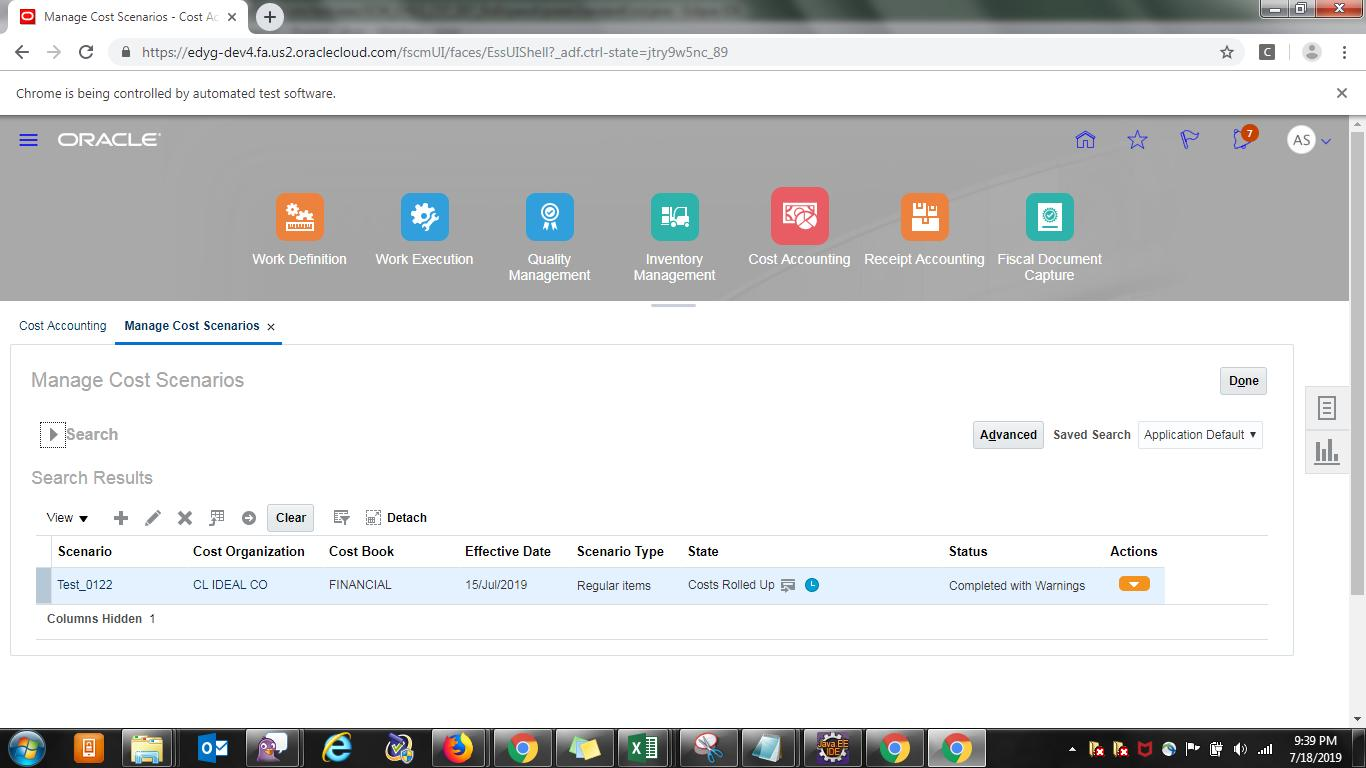 Manage Cost Scenarios - Cost Ac
https://edyg-dev4.fa.us2.oraclecloud.com/fscmUI/faces/EssUIShell?_adf.ctrl-state=jtry9w5nc_89
C
Chrome is being controlled by automated test software.
ORACLE
7
AS
Work Definition
Work Execution
Quality
Management
Inventory
Management
Cost Accounting
Receipt Accounting
Fiscal Document
Capture
Cost Accounting Manage Cost Scenarios
Manage Cost Scenarios
Done
Search
Advanced Saved Search Application Default
Search Results
View Clear Detach
Scenario Cost Organization Cost Book Effective Date Scenario Type State Status Actions
Test_0122 CL IDEAL CO FINANCIAL 15/Jul/2019 Regular items Costs Rolled Up Completed with Warnings
Columns Hidden 1
Java EE
IDE
9:39 PM
7/18/2019